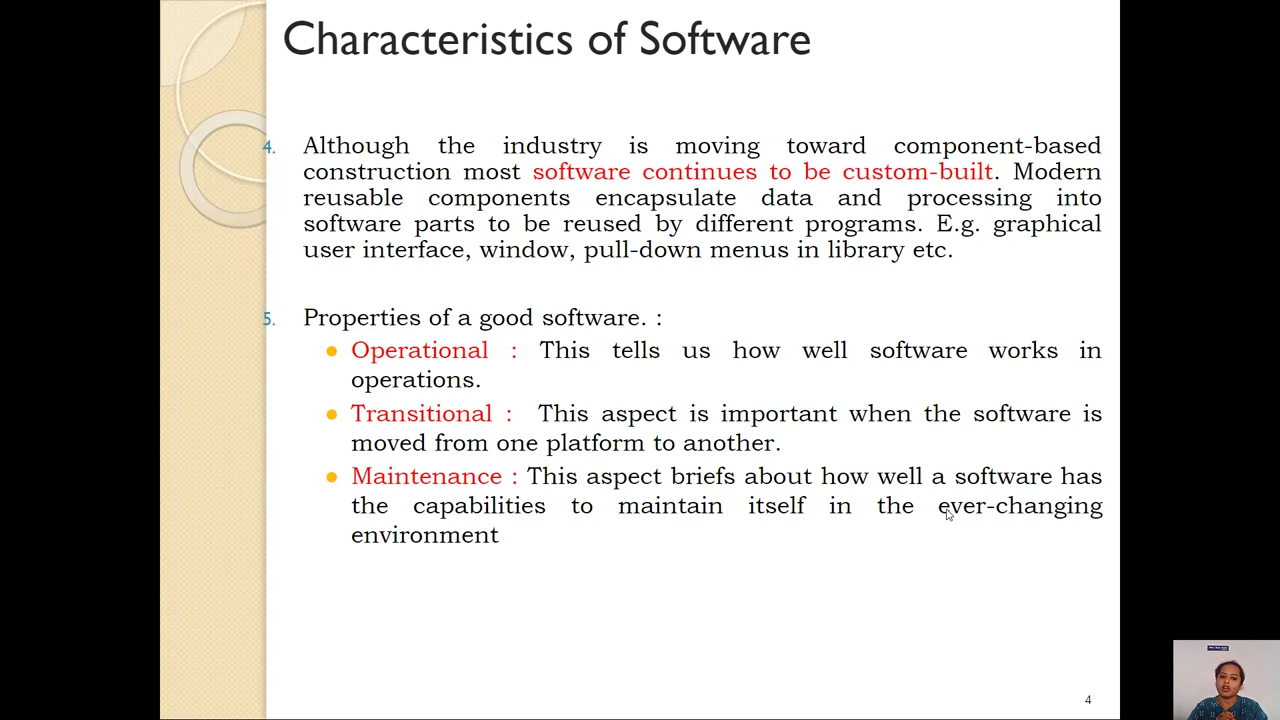 Characteristics of Software
4. Although the industry is moving toward component-based
construction most software continues to be custom-built. Modern
reusable components encapsulate data and processing into
software parts to be reused by different programs. E.g. graphical
user interface, window, pull-down menus in library etc.
5. Properties of a good software. :
Operational : This tells us how well software works in
operations.
Transitional : This aspect is important when the software is
moved from one platform to another.
Maintenance : This aspect briefs about how well a software has
the capabilities to maintain itself in the ever-changing
environment
4